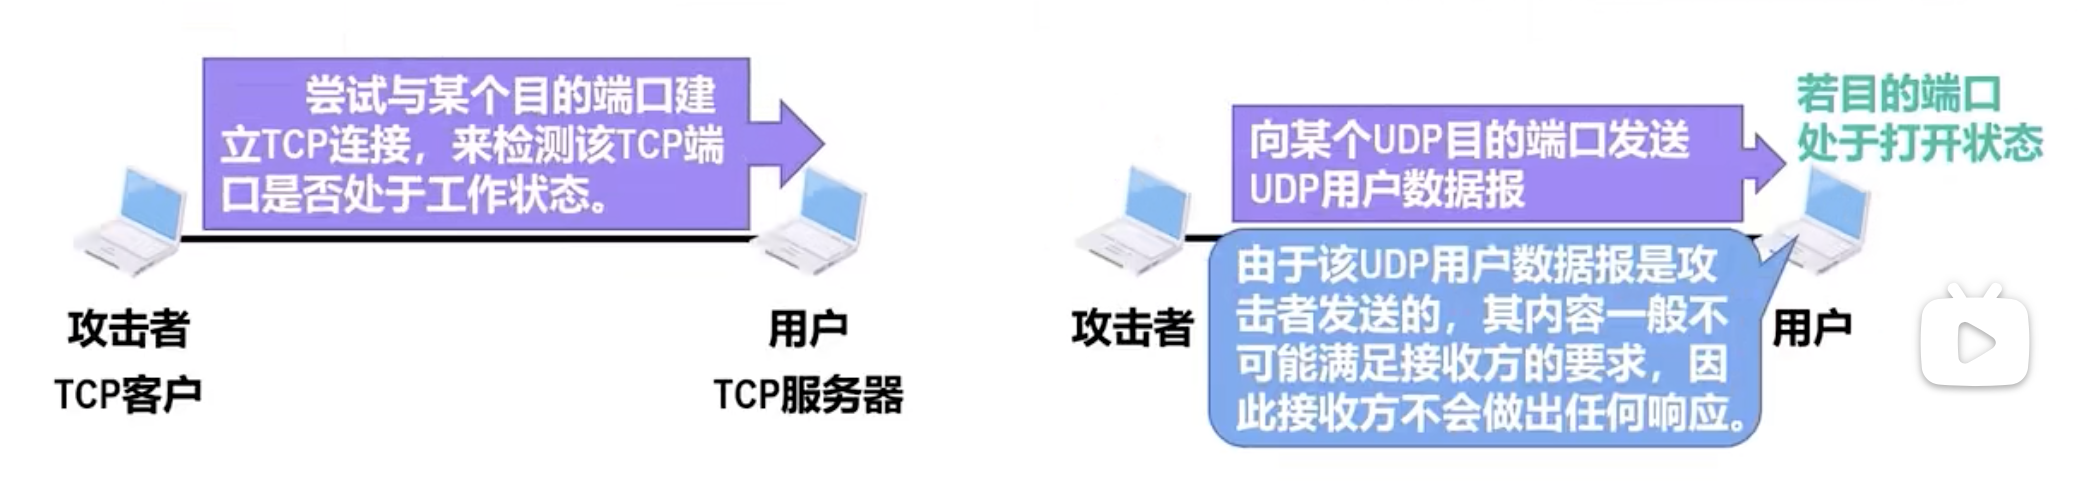 尝试与某个目的端口建
立TCP连接，来检测该TCP端
口是否处于工作状态。
攻击者
TCP客户
用户
TCP服务器
向某个UDP目的端口发送
UDP用户数据报
若目的端口
处于打开状态
由于该UDP用户数据报是攻
击者发送的，其内容一般不
可能满足接收方的要求，因
此接收方不会做出任何响应。
攻击者
用户